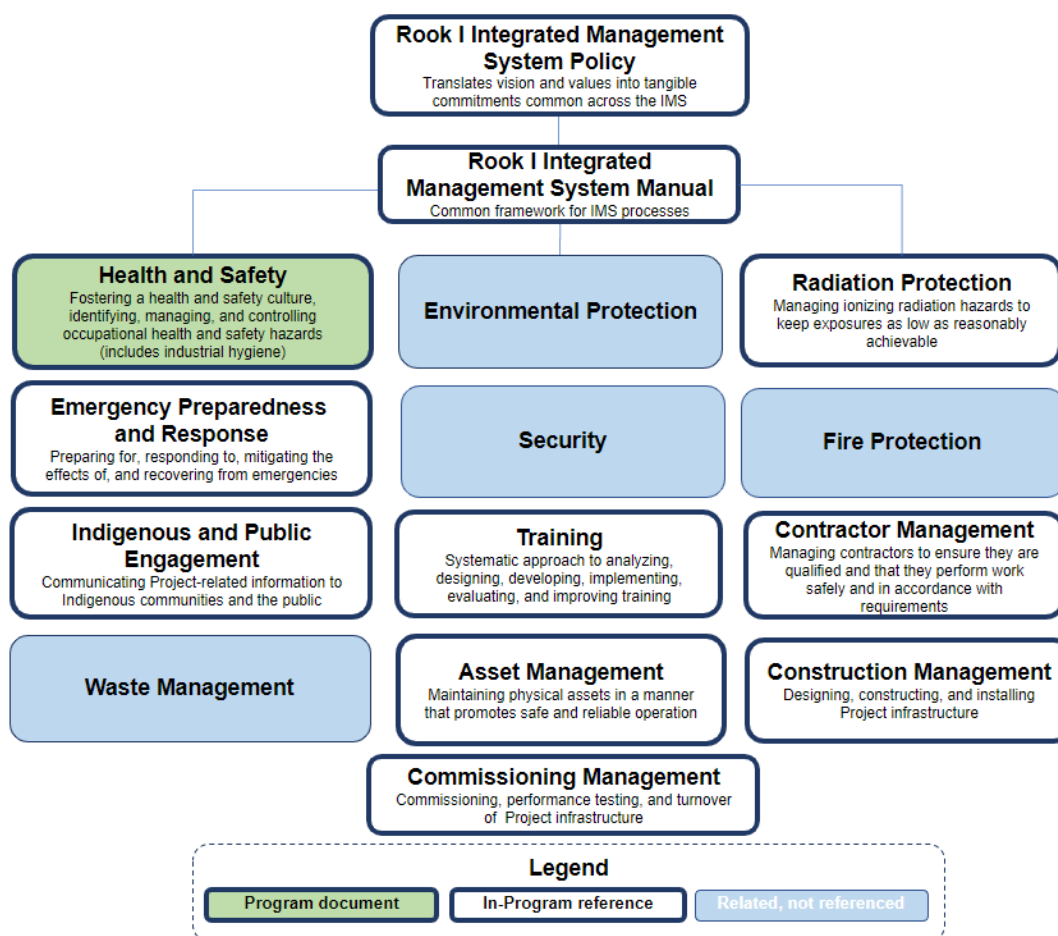 Rook I Integrated Management
System Policy
Translates vision and values into tangible
commitments common across the IMS
Rook I Integrated
Management System Manual
Common framework for IMS processes
Health and Safety
Fostering a health and safety culture,
identifying, managing, and controlling
occupational health and safety hazards
(includes industrial hygiene)
Environmental Protection
Radiation Protection
Managing ionizing radiation hazards to
keep exposures as low as reasonably
achievable
Emergency Preparedness
and Response
Preparing for, responding to, mitigating the
effects of, and recovering from emergencies
Security
Fire Protection
Indigenous and Public
Engagement
Communicating Project-related information to
Indigenous communities and the public
Training
Systematic approach to analyzing,
designing, developing, implementing,
evaluating, and improving training
Contractor Management
Managing contractors to ensure they are
qualified and that they perform work
safely and in accordance with
requirements
Waste Management
Asset Management
Maintaining physical assets in a manner
that promotes safe and reliable operation
Construction Management
Designing, constructing, and installing
Project infrastructure
Commissioning Management
Commissioning, performance testing, and turnover
of Project infrastructure
Legend
Program document
In-Program reference
Related, not referenced